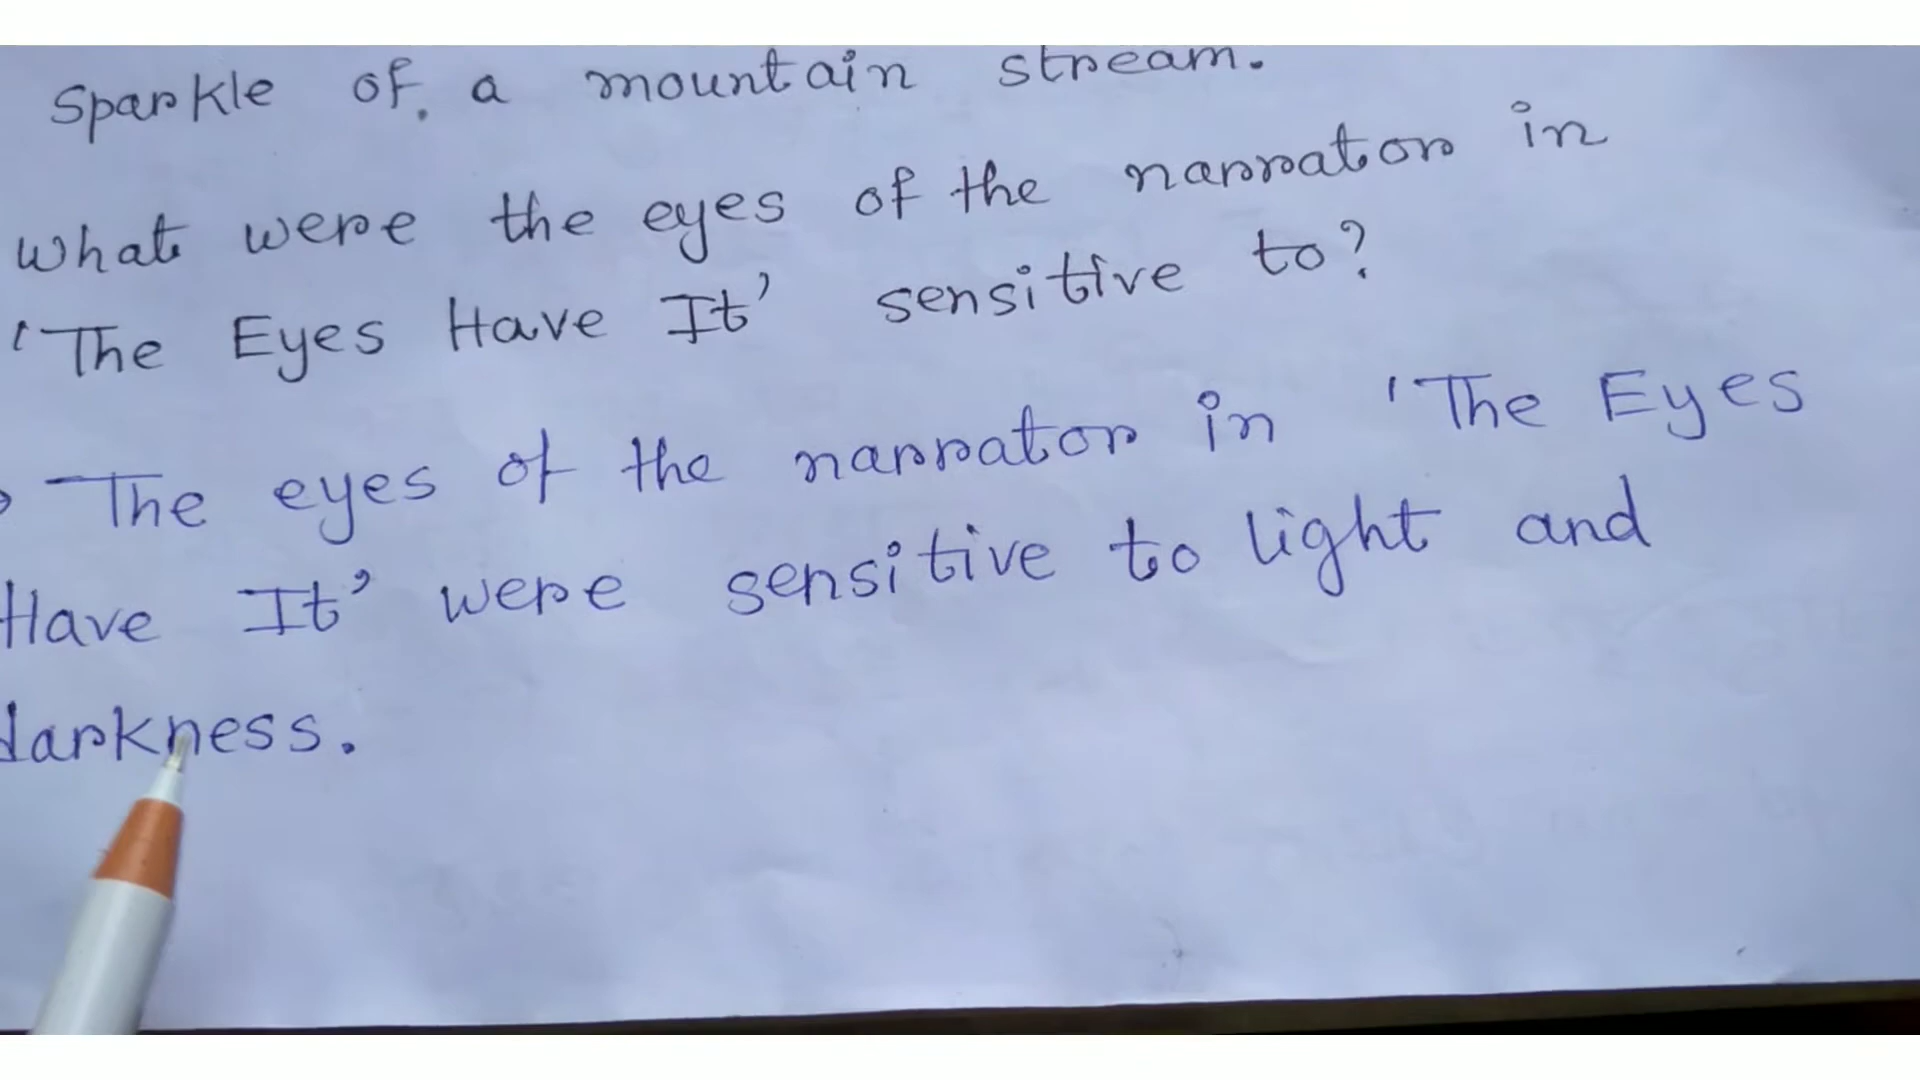 Sparkle of a mountain stream.
What were the eyes of the narrator in
'The Eyes Have It' sensitive to?
→ The eyes of the narrator in 'The Eyes
Have It' were sensitive to light and
darkness.